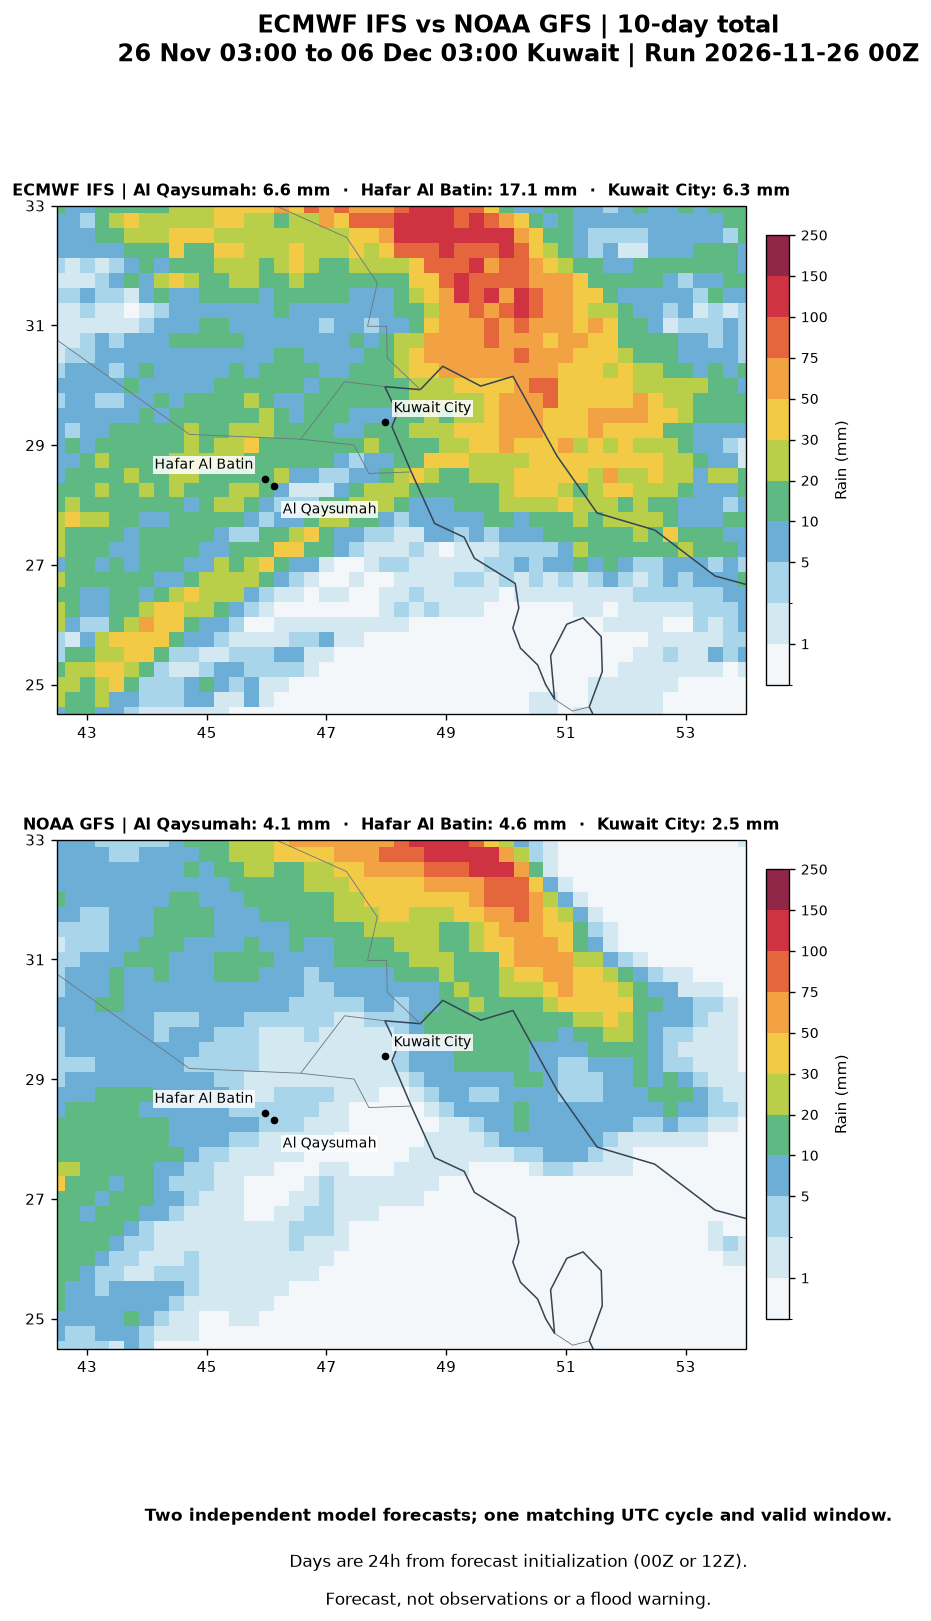 ECMWF IFS vs NOAA GFS | 10-day total
26 Nov 03:00 to 06 Dec 03:00 Kuwait | Run 2026-11-26 00Z
ECMWF IFS | Al Qaysumah: 6.6 mm · Hafar Al Batin: 17.1 mm · Kuwait City: 6.3 mm
33
31
29
27
25
43
45
47
49
51
53
Kuwait City
Hafar Al Batin
Al Qaysumah
250
150
100
75
50
30
20
10
5
1
Rain (mm)
NOAA GFS | Al Qaysumah: 4.1 mm · Hafar Al Batin: 4.6 mm · Kuwait City: 2.5 mm
33
31
29
27
25
43
45
47
49
51
53
Kuwait City
Hafar Al Batin
Al Qaysumah
250
150
100
75
50
30
20
10
5
1
Rain (mm)
Two independent model forecasts; one matching UTC cycle and valid window.
Days are 24h from forecast initialization (00Z or 12Z).
Forecast, not observations or a flood warning.